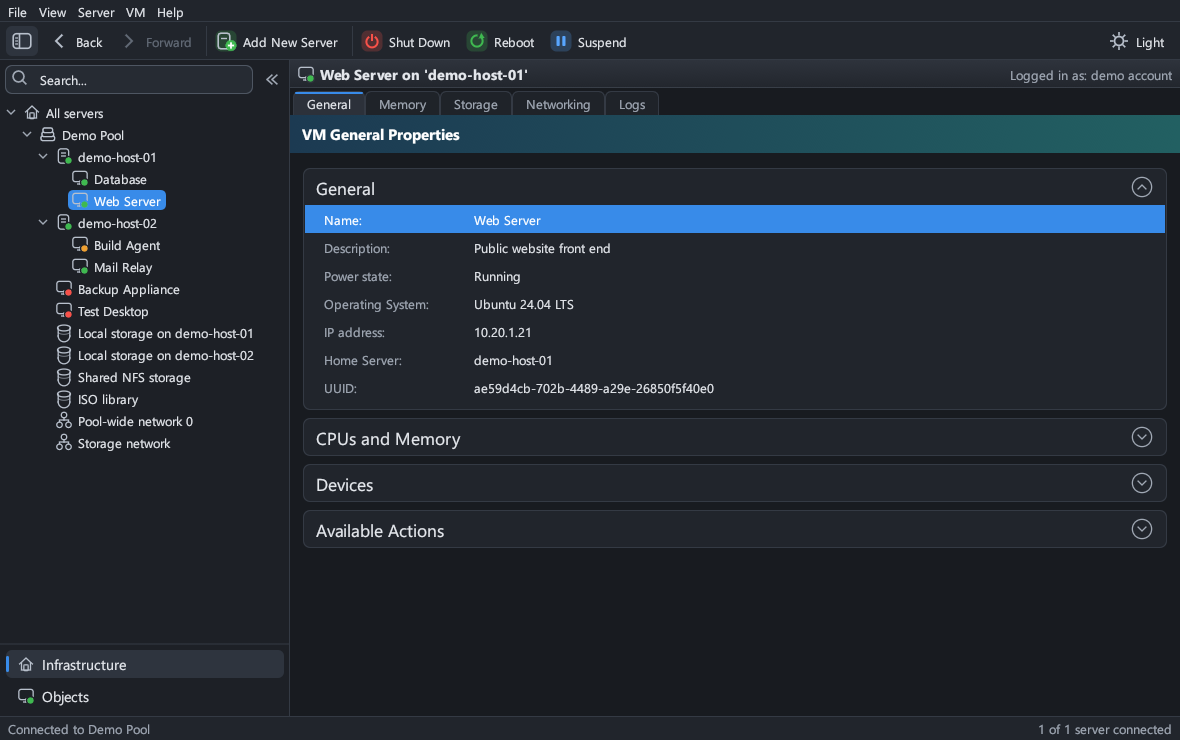 File View Server VM Help
Back Forward Add New Server Shut Down Reboot Suspend Light
Search...
Web Server on 'demo-host-01' Logged in as: demo account
General Memory Storage Networking Logs
VM General Properties
All servers
Demo Pool
demo-host-01
Database
Web Server
demo-host-02
Build Agent
Mail Relay
Backup Appliance
Test Desktop
Local storage on demo-host-01
Local storage on demo-host-02
Shared NFS storage
ISO library
Pool-wide network 0
Storage network
General
Name: Web Server
Description: Public website front end
Power state: Running
Operating System: Ubuntu 24.04 LTS
IP address: 10.20.1.21
Home Server: demo-host-01
UUID: ae59d4cb-702b-4489-a29e-26850f5f40e0
CPUs and Memory
Devices
Available Actions
Infrastructure
Objects
Connected to Demo Pool 1 of 1 server connected